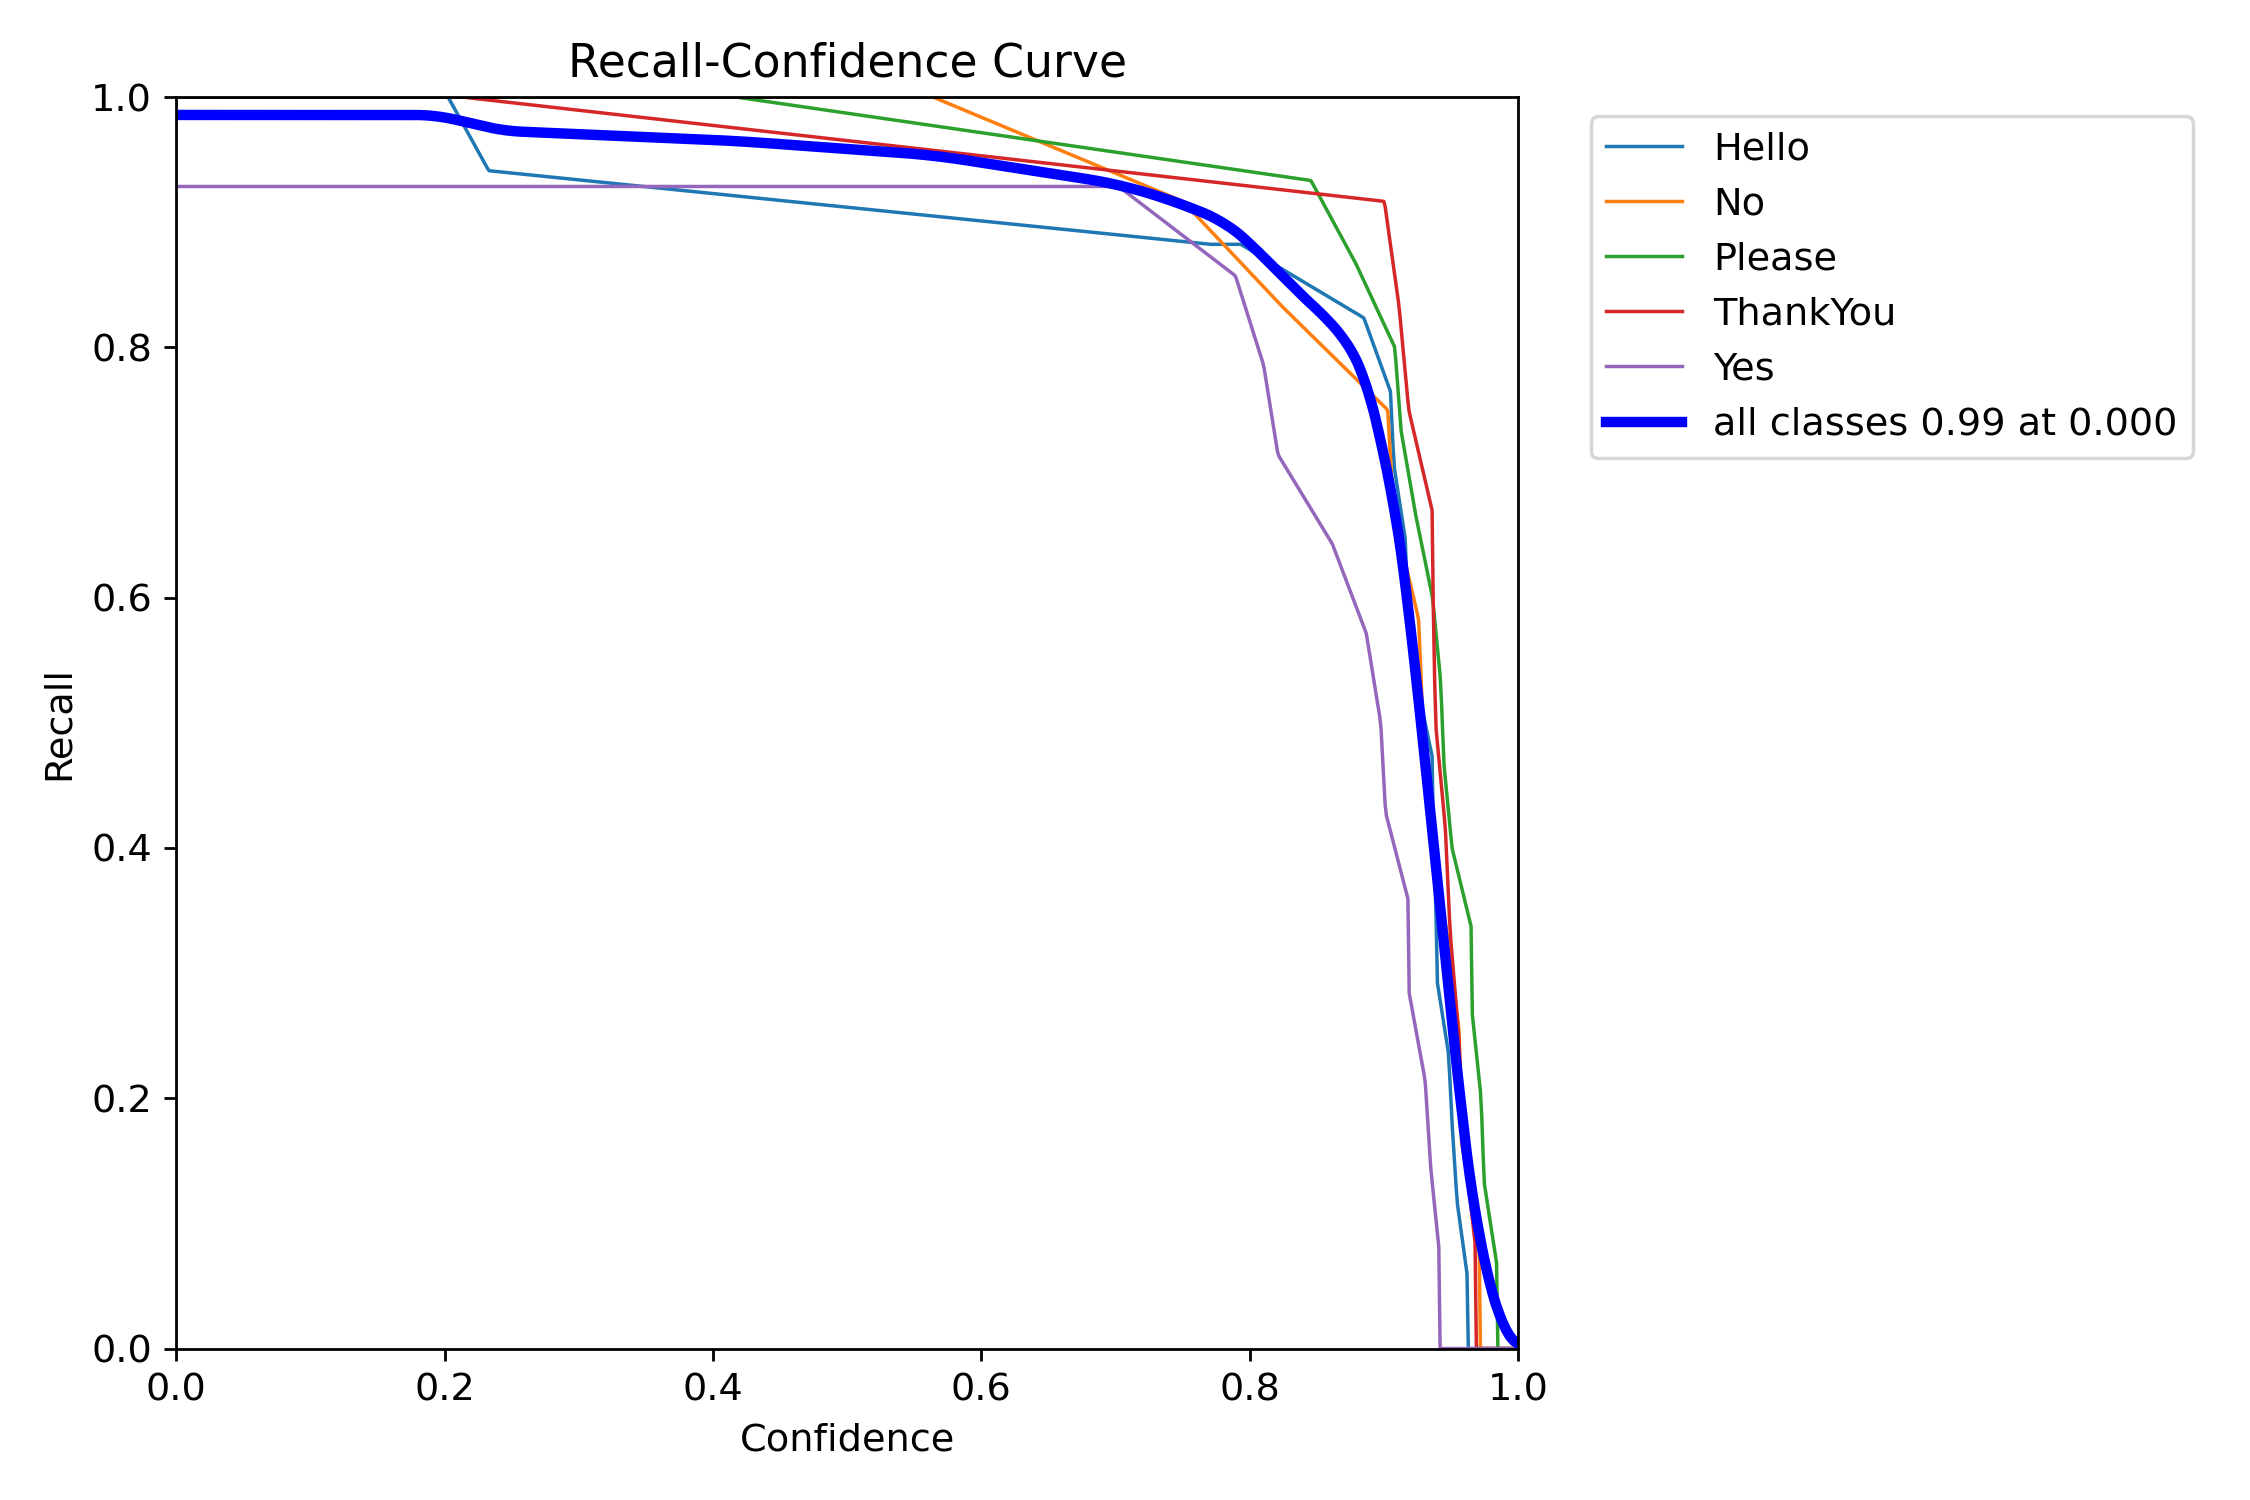 Recall-Confidence Curve
1.0
0.8
0.6
0.4
0.2
0.0
Recall
0.0 0.2 0.4 0.6 0.8 1.0
Confidence
Hello
No
Please
ThankYou
Yes
all classes 0.99 at 0.000